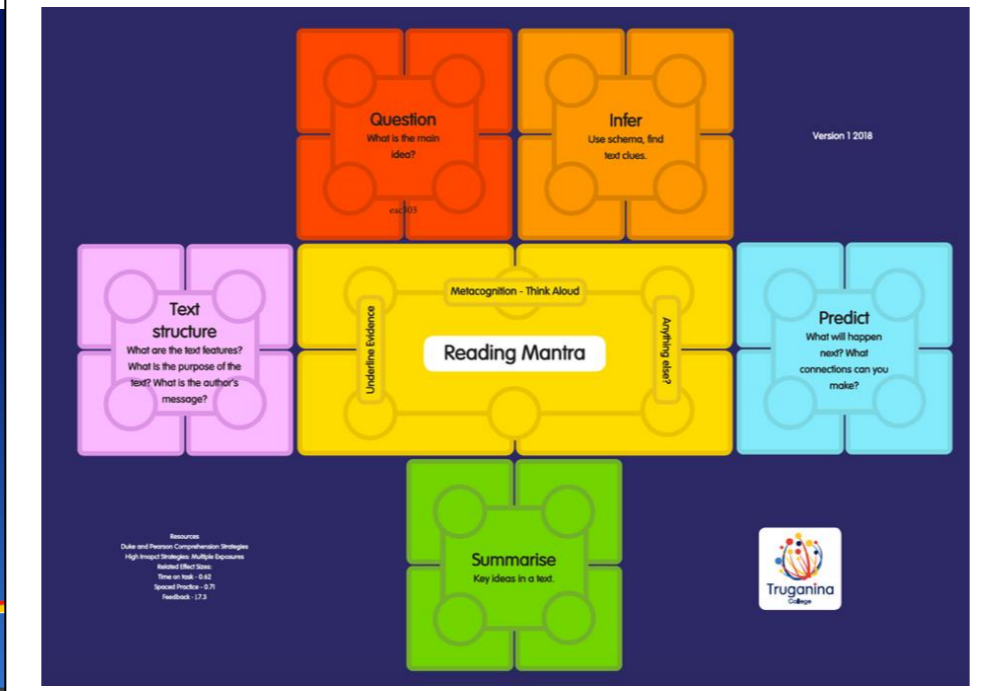 Question
What is the main
idea?
esc305
Infer
Use schema, find
text clues.
Version 1 2018
Text
structure
What are the text features?
What is the purpose of the
text? What is the author's
message?
Metacognition - Think Aloud
Underline Evidence
Reading Mantra
Anything else?
Predict
What will happen
next? What
connections can you
make?
Summarise
Key ideas in a text.
Resources
Duke and Pearson Comprehension Strategies
High Impact Strategies: Multiple Exposures
Related Effect Sizes:
Time on task - 0.62
Spaced Practice - 0.71
Feedback -
Truganina
College